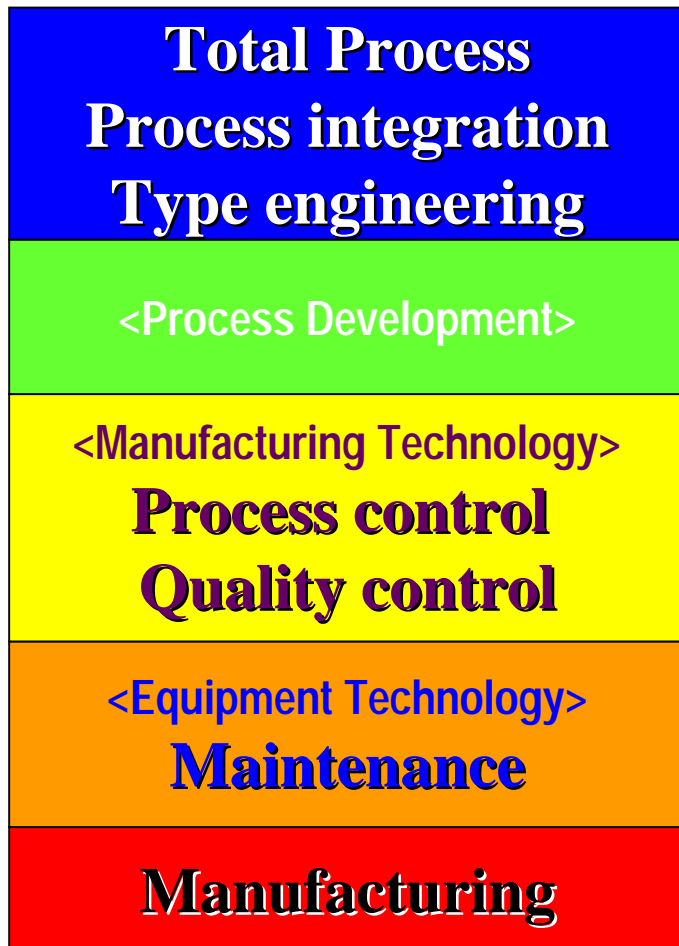 Total Process
Process integration
Type engineering
<Process Development>
<Manufacturing Technology>
Process control
Quality control
<Equipment Technology>
Maintenance
Manufacturing